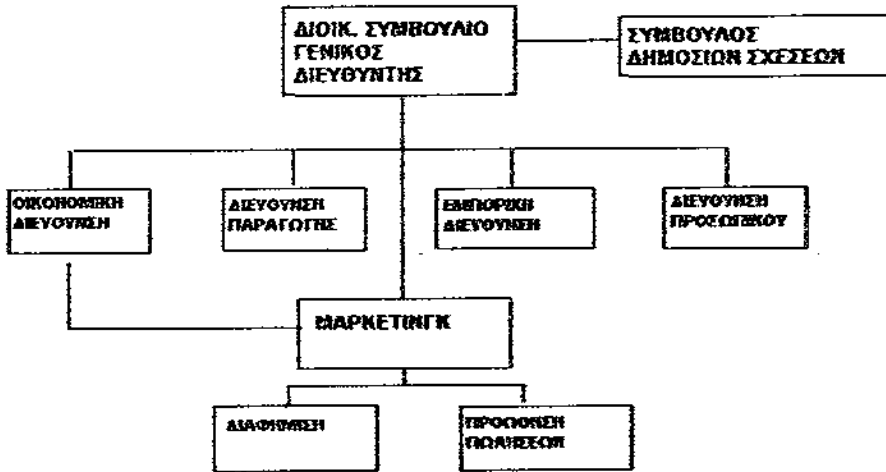 ΔΙΟΙΚ. ΣΥΜΒΟΥΛΙΟ
ΓΕΝΙΚΟΣ
ΔΙΕΥΘΥΝΤΗΣ
ΣΥΜΒΟΥΛΟΣ
ΔΗΜΟΣΙΩΝ ΣΧΕΣΕΩΝ
ΟΙΚΟΝΟΜΙΚΗ
ΔΙΕΥΘΥΝΣΗ
ΔΙΕΥΘΥΝΣΗ
ΠΑΡΑΓΩΓΗΣ
ΕΜΠΟΡΙΚΗ
ΔΙΕΥΘΥΝΣΗ
ΔΙΕΥΘΥΝΣΗ
ΠΡΟΣΩΠΙΚΟΥ
ΜΑΡΚΕΤΙΝΓΚ
ΔΙΑΦΗΜΙΣΗ
ΠΡΟΩΘΗΣΗ
ΠΩΛΗΣΕΩΝ